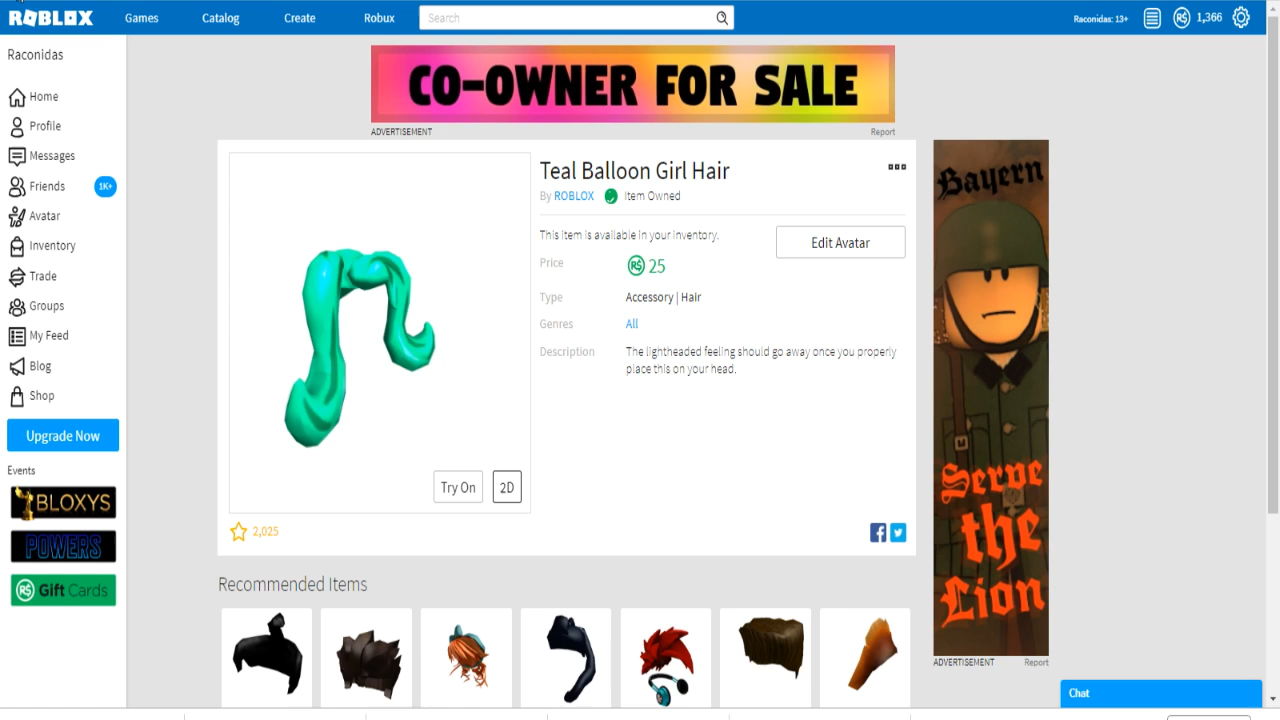 ROBLOX
Games
Catalog
Create
Robux
Search
Raconidas: 13+
1,366
Raconidas
Home
Profile
Messages
Friends
1K+
Avatar
Inventory
Trade
Groups
My Feed
Blog
Shop
Upgrade Now
Events
BLOXYS
POWERS
R$ Gift Cards
CO-OWNER FOR SALE
ADVERTISEMENT
Report
Teal Balloon Girl Hair
By ROBLOX
Item Owned
This item is available in your inventory.
Edit Avatar
Price
R$ 25
Type
Accessory | Hair
Genres
All
Description
The lightheaded feeling should go away once you properly
place this on your head.
Try On
2D
2,025
Recommended Items
Bayern
Serve
the
Lion
ADVERTISEMENT
Report
Chat